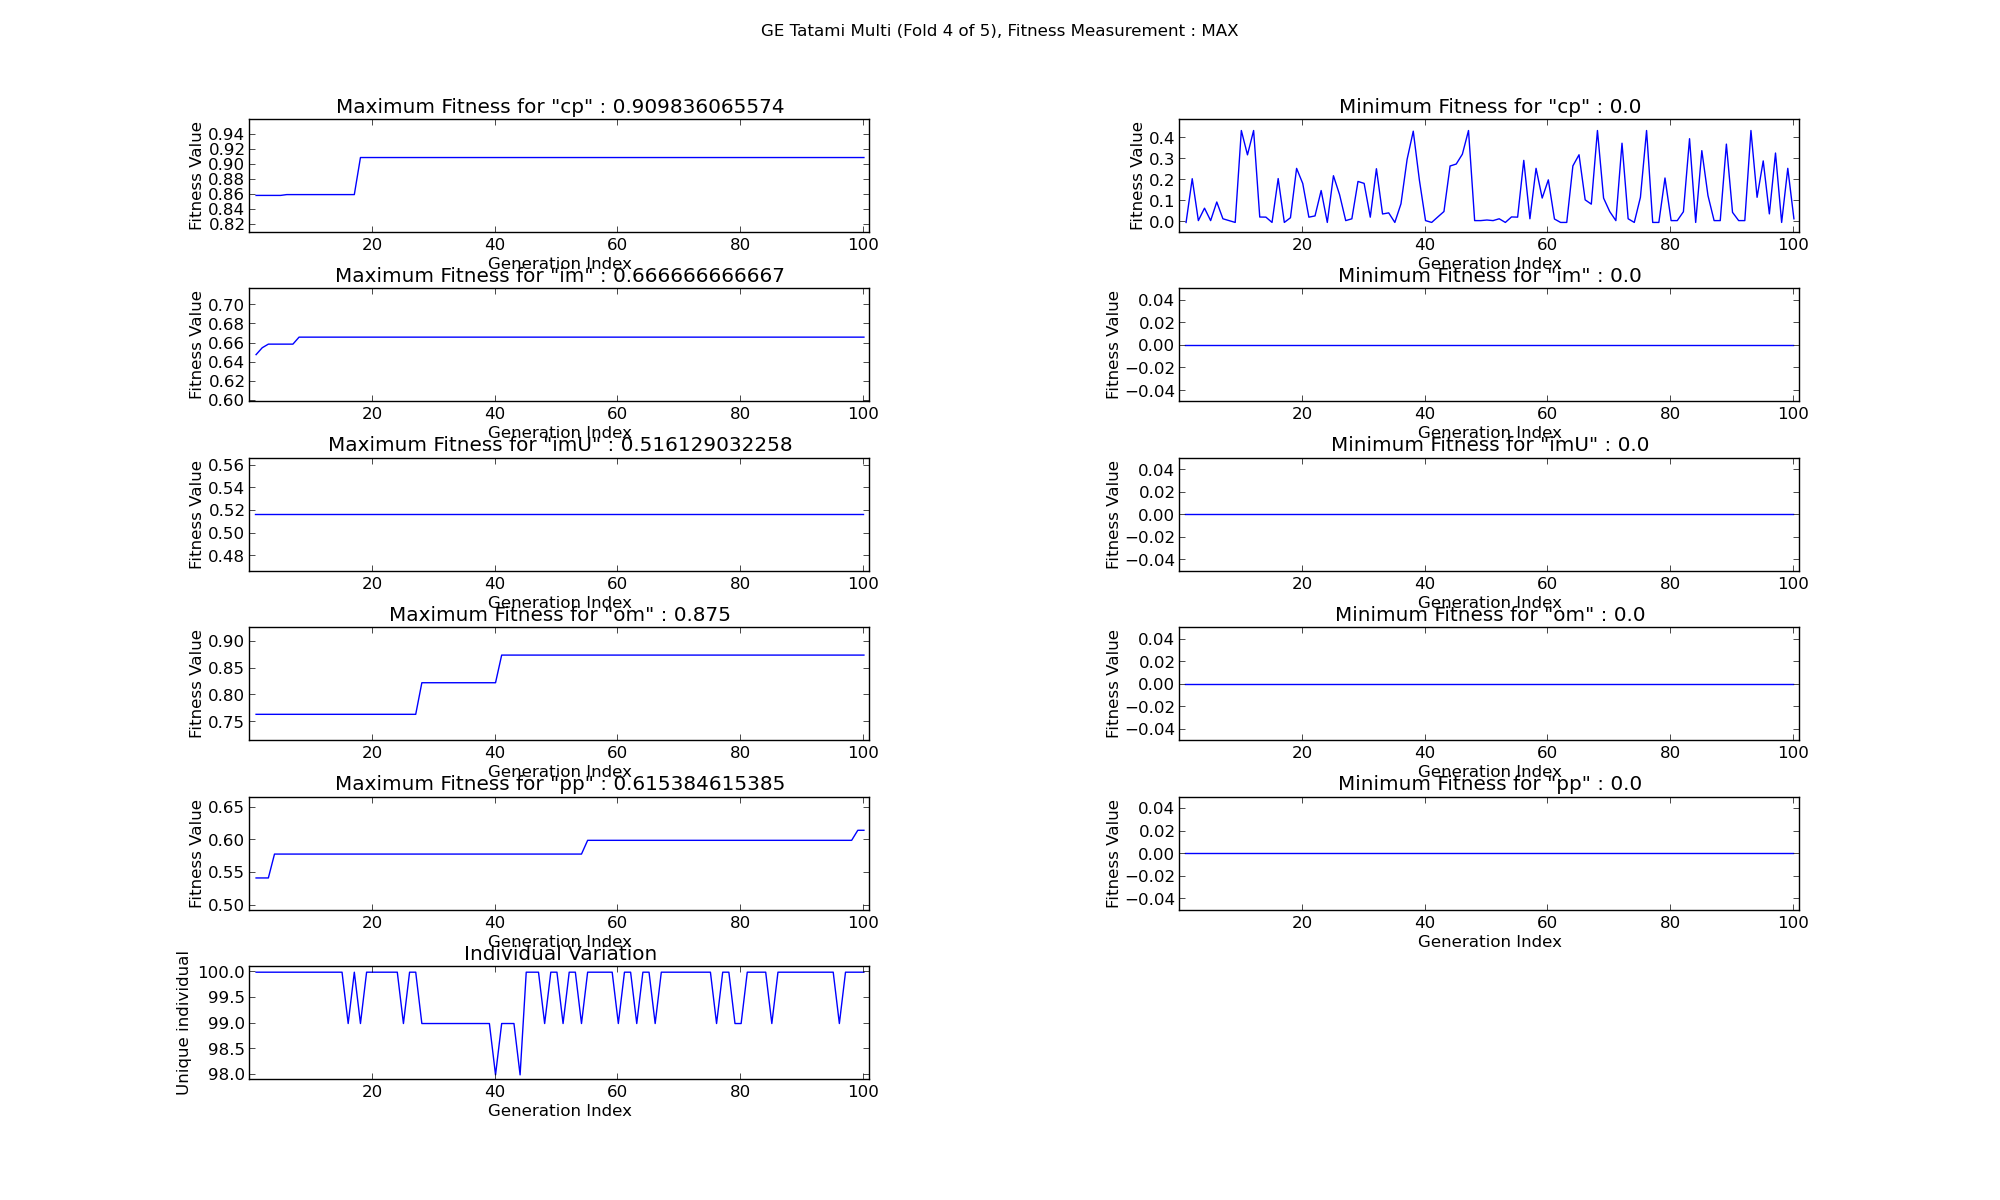 GE Tatami Multi (Fold 4 of 5), Fitness Measurement : MAX
Maximum Fitness for "cp" : 0.909836065574
Fitness Value
0.94
0.92
0.90
0.88
0.86
0.84
0.82
20 40 60 80 100
Generation Index
Minimum Fitness for "cp" : 0.0
Fitness Value
0.4
0.3
0.2
0.1
0.0
20 40 60 80 100
Generation Index
Maximum Fitness for "im" : 0.666666666667
Fitness Value
0.70
0.68
0.66
0.64
0.62
0.60
20 40 60 80 100
Generation Index
Minimum Fitness for "im" : 0.0
Fitness Value
0.04
0.02
0.00
−0.02
−0.04
20 40 60 80 100
Generation Index
Maximum Fitness for "imU" : 0.516129032258
Fitness Value
0.56
0.54
0.52
0.50
0.48
20 40 60 80 100
Generation Index
Minimum Fitness for "imU" : 0.0
Fitness Value
0.04
0.02
0.00
−0.02
−0.04
20 40 60 80 100
Generation Index
Maximum Fitness for "om" : 0.875
Fitness Value
0.90
0.85
0.80
0.75
20 40 60 80 100
Generation Index
Minimum Fitness for "om" : 0.0
Fitness Value
0.04
0.02
0.00
−0.02
−0.04
20 40 60 80 100
Generation Index
Maximum Fitness for "pp" : 0.615384615385
Fitness Value
0.65
0.60
0.55
0.50
20 40 60 80 100
Generation Index
Minimum Fitness for "pp" : 0.0
Fitness Value
0.04
0.02
0.00
−0.02
−0.04
20 40 60 80 100
Generation Index
Individual Variation
Unique individual
100.0
99.5
99.0
98.5
98.0
20 40 60 80 100
Generation Index